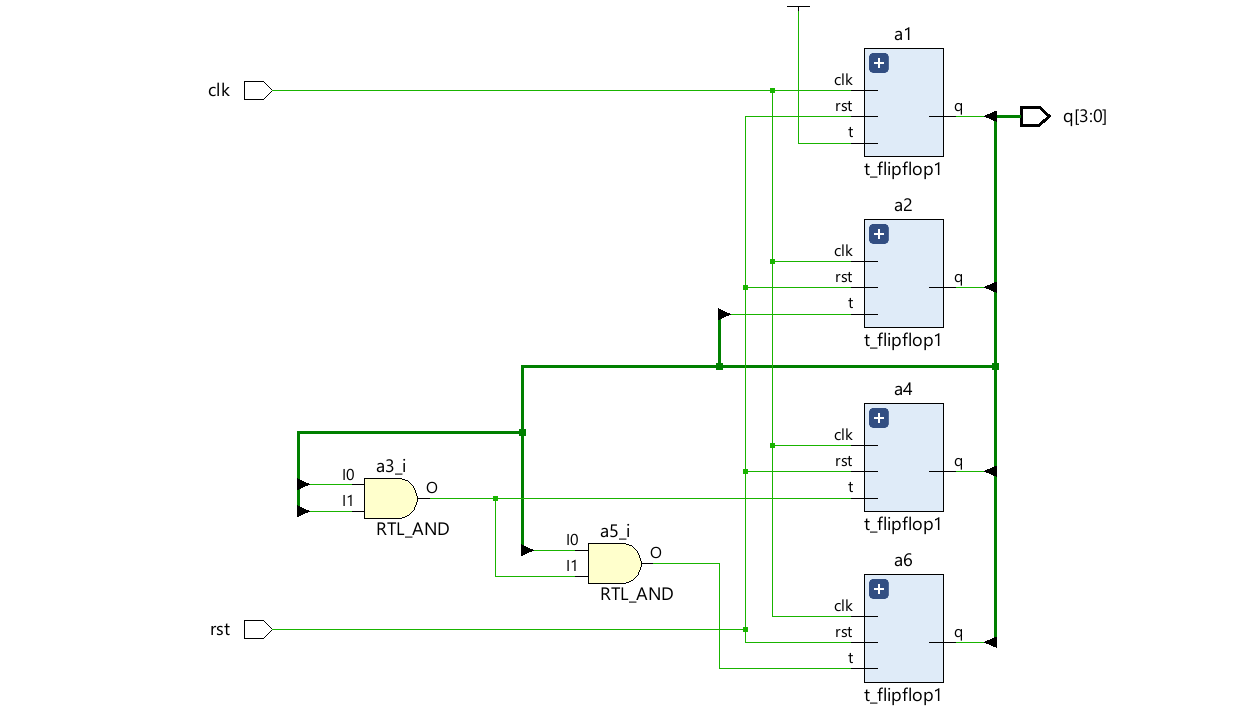 a1
clk
rst
t
q
t_flipflop1
clk
q[3:0]
a2
clk
rst
t
q
t_flipflop1
a4
clk
rst
t
q
t_flipflop1
a3_i
I0
I1
O
RTL_AND
a5_i
I0
I1
O
RTL_AND
a6
clk
rst
t
q
t_flipflop1
rst